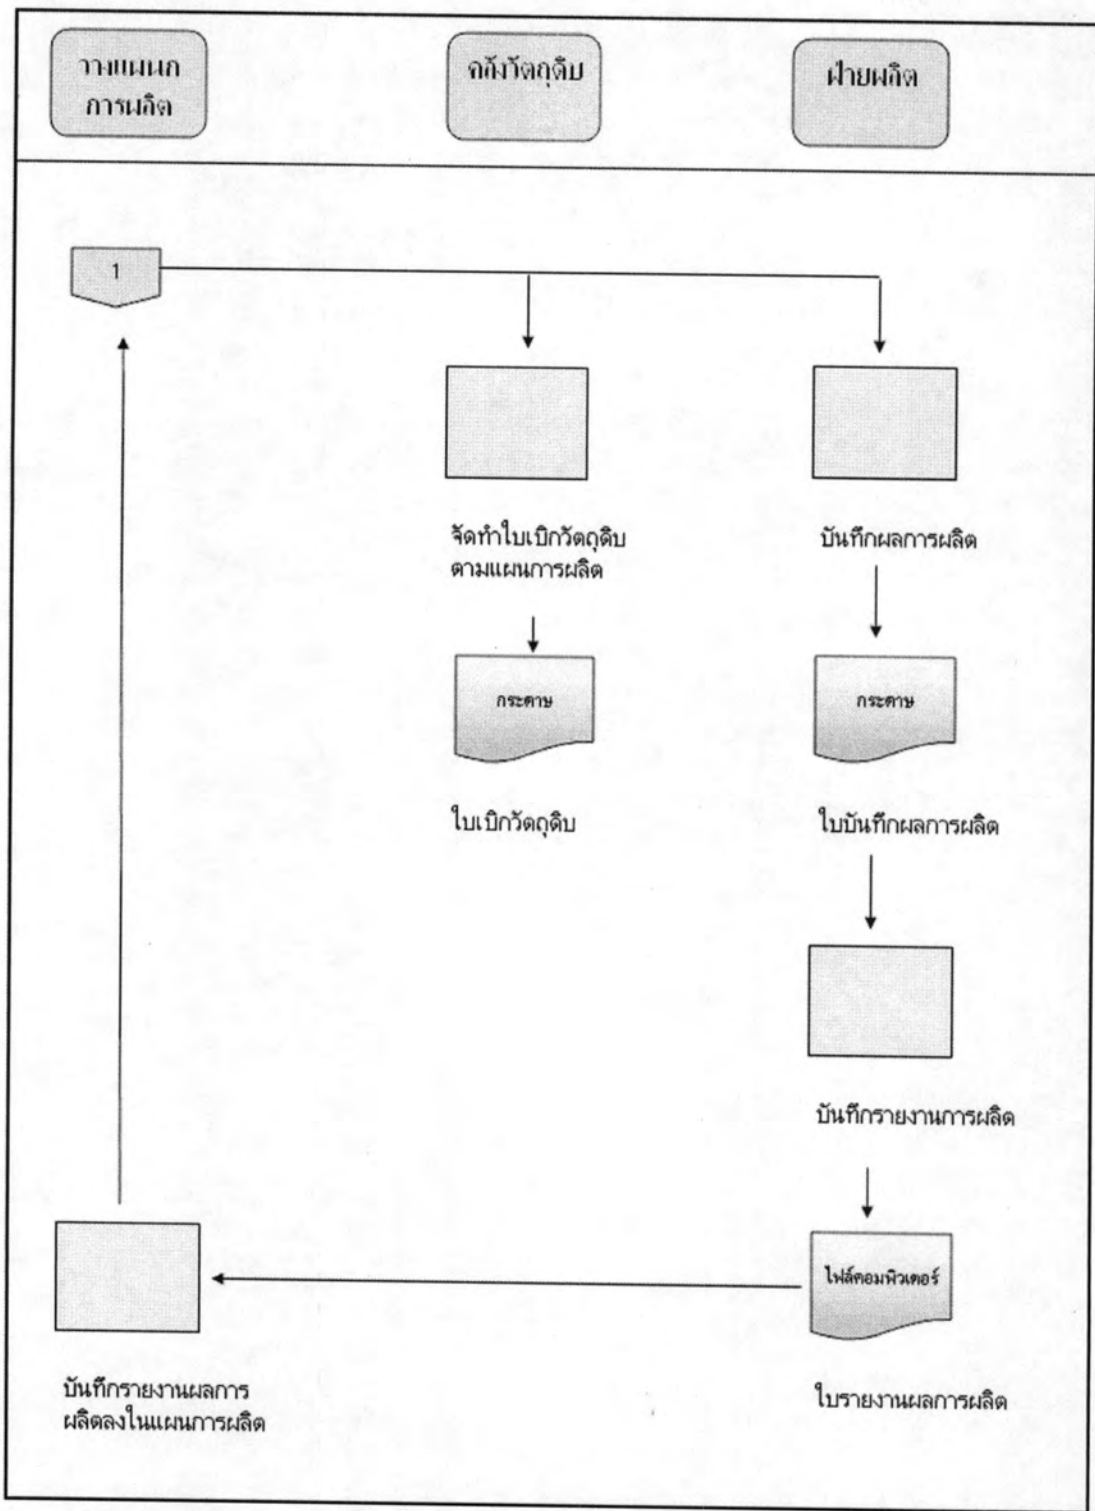 วางแผนก
การผลิต
คลังวัตถุดิบ
ฝ่ายผลิต
1
จัดทำใบเบิกวัตถุดิบ
ตามแผนการผลิต
บันทึกผลการผลิต
กระดาษ
กระดาษ
ใบเบิกวัตถุดิบ
ใบบันทึกผลการผลิต
บันทึกรายงานการผลิต
ไฟล์คอมพิวเตอร์
บันทึกรายงานผลการ
ผลิตลงในแผนการผลิต
ใบรายงานผลการผลิต